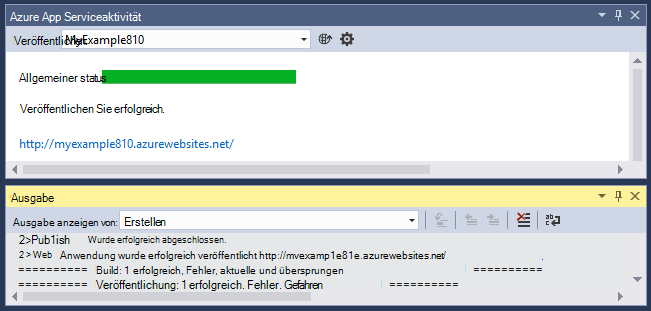 Azure App Serviceaktivität
Veröffentlichen MyExample810
Allgemeiner status
Veröffentlichen Sie erfolgreich.
http://myexample810.azurewebsites.net/
Ausgabe
Ausgabe anzeigen von: Erstellen
2>Pub1ish Wurde erfolgreich abgeschlossen.
2 > Web Anwendung wurde erfolgreich veröffentlicht http://mvexamp1e81e.azurewebsites.net/ .
========== Build: 1 erfolgreich, Fehler, aktuelle und übersprungen ==========
========== Veröffentlichung: 1 erfolgreich. Fehler. Gefahren ==========